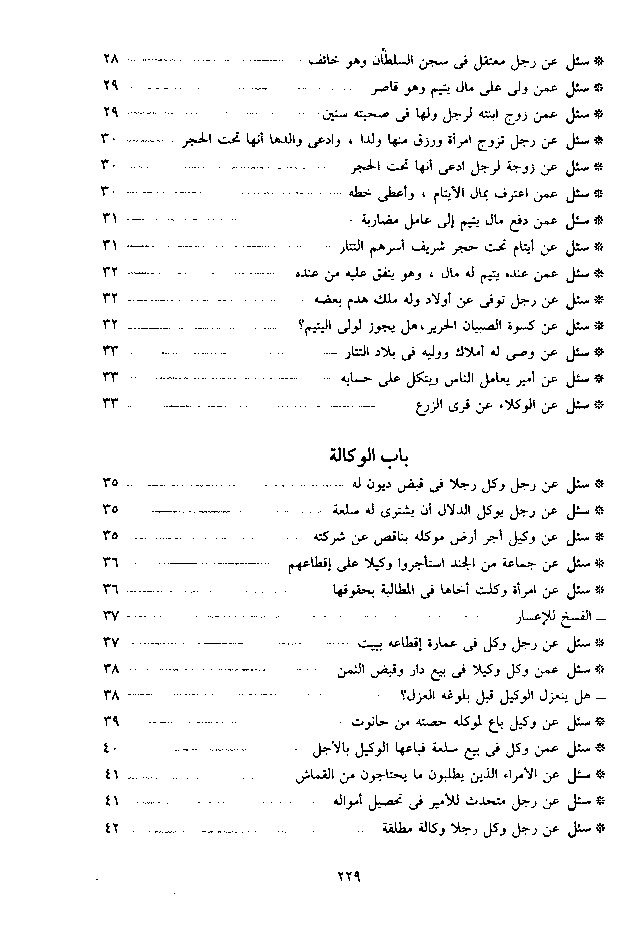 * سئل عن رجل معتقل فى سجن السلطان وهو خائف ٢٨
* سئل عمن ولى على مال يتيم وهو قاصر ٢٩
* سئل عمن زوج ابنته لرجل ولها فى صحبته سنين ٢٩
* سئل عن رجل تزوج امرأة ورزق منها ولدا ، وادعى والدها أنها تحت الحجر ٣٠
* سئل عن زوجة لرجل ادعى أنها تحت الحجر ٣٠
* سئل عمن اعترف بمال الأيتام ، وأعطى خطه ٣٠
* سئل عمن دفع مال يتيم إلى عامل مضاربة ٣١
* سئل عن أيتام تحت حجر شريف أسرهم التتار ٣١
* سئل عمن عنده يتيم له مال ، وهو ينفق عليه من عنده ٣٢
* سئل عن رجل توفى عن أولاد وله ملك هدم بعضه ٣٢
* سئل عن كسوة الصبيان الحرير،هل يجوز لولى اليتيم؟ ٣٢
* سئل عن وصى له أملاك ووليه فى بلاد التتار ٣٣
* سئل عن أمير يعامل الناس ويتكل على حسابه ٣٣
* سئل عن الوكلاء عن قرى الزرع ٣٣
باب الوكالة
* سئل عن رجل وكل رجلا فى قبض ديون له ٣٥
* سئل عن رجل يوكل الدلال أن يشترى له سلعة ٣٥
* سئل عن وكيل أجر أرض موكله بناقص عن شركته ٣٥
* سئل عن جماعة من الجند استأجروا وكيلا على إقطاعهم ٣٦
* سئل عن امرأة وكلت أخاها فى المطالبة بحقوقها ٣٦
ــ الفسخ للإعسار ٣٧
* سئل عن رجل وكل فى عمارة إقطاعه ببيت ٣٧
* سئل عمن وكل وكيلا فى بيع دار وقبض الثمن ٣٨
ــ هل ينعزل الوكيل قبل بلوغه العزل؟ ٣٨
* سئل عن وكيل باع لموكله حصته من حانوت ٣٩
* سئل عمن وكل فى بيع سلعة فباعها الوكيل بالأجل ٤٠
* سئل عن الأمراء الذين يطلبون ما يحتاجون من القماش ٤١
* سئل عن رجل متحدث للأمير فى تحصيل أمواله ٤١
* سئل عن رجل وكل رجلا وكالة مطلقة ٤٢
٢٢٩